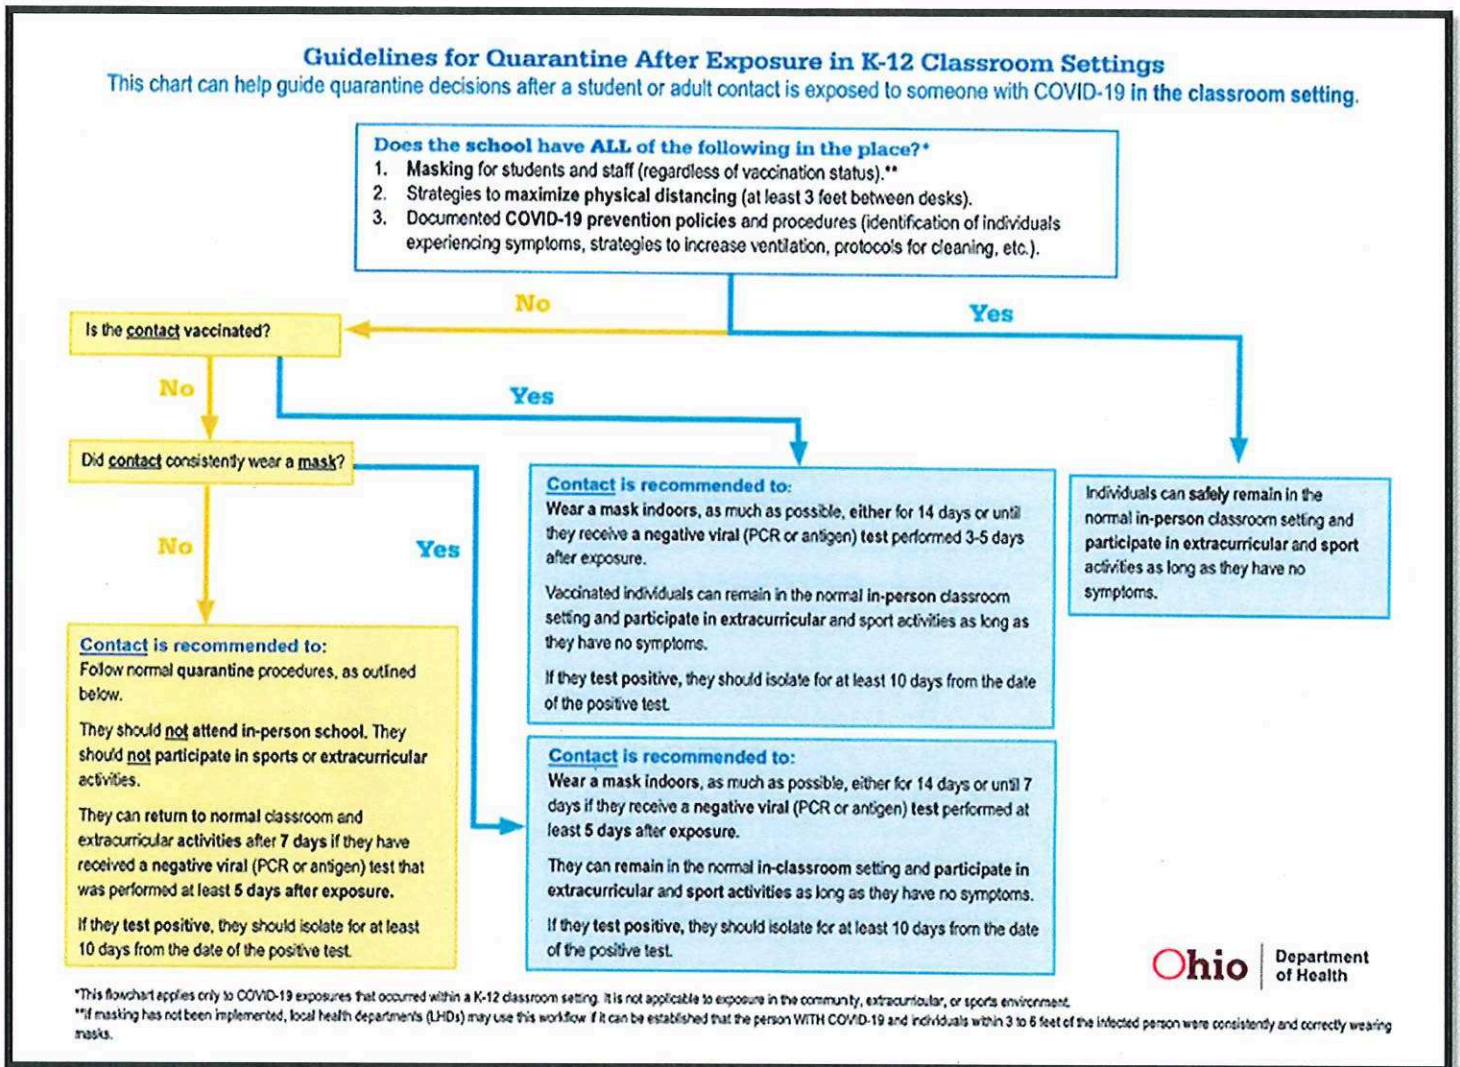 Guidelines for Quarantine After Exposure in K-12 Classroom Settings
This chart can help guide quarantine decisions after a student or adult contact is exposed to someone with COVID-19 in the classroom setting.
Does the school have ALL of the following in the place?*
1. Masking for students and staff (regardless of vaccination status).**
2. Strategies to maximize physical distancing (at least 3 feet between desks).
3. Documented COVID-19 prevention policies and procedures (identification of individuals
experiencing symptoms, strategies to increase ventilation, protocols for cleaning, etc.).
No
Yes
Is the contact vaccinated?
No
Yes
Did contact consistently wear a mask?
No
Yes
Contact is recommended to:
Wear a mask indoors, as much as possible, either for 14 days or until
they receive a negative viral (PCR or antigen) test performed 3-5 days
after exposure.
Vaccinated individuals can remain in the normal in-person classroom
setting and participate in extracurricular and sport activities as long as
they have no symptoms.
If they test positive, they should isolate for at least 10 days from the date
of the positive test.
Individuals can safely remain in the
normal in-person classroom setting and
participate in extracurricular and sport
activities as long as they have no
symptoms.
Contact is recommended to:
Follow normal quarantine procedures, as outlined
below.
They should not attend in-person school. They
should not participate in sports or extracurricular
activities.
They can return to normal classroom and
extracurricular activities after 7 days if they have
received a negative viral (PCR or antigen) test that
was performed at least 5 days after exposure.
If they test positive, they should isolate for at least
10 days from the date of the positive test.
Contact is recommended to:
Wear a mask indoors, as much as possible, either for 14 days or until 7
days if they receive a negative viral (PCR or antigen) test performed at
least 5 days after exposure.
They can remain in the normal in-classroom setting and participate in
extracurricular and sport activities as long as they have no symptoms.
If they test positive, they should isolate for at least 10 days from the date
of the positive test.
Ohio
Department
of Health
*This flowchart applies only to COVID-19 exposures that occurred within a K-12 classroom setting. It is not applicable to exposure in the community, extracurricular, or sports environment.
**If masking has not been implemented, local health departments (LHDs) may use this workflow if it can be established that the person WITH COVID-19 and individuals within 3 to 6 feet of the infected person were consistently and correctly wearing
masks.